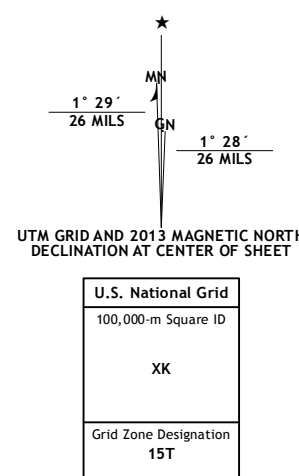 ★
MN
1° 29´
26 MILS
GN
1° 28´
26 MILS
UTM GRID AND 2013 MAGNETIC NORTH
DECLINATION AT CENTER OF SHEET
U.S. National Grid
100,000-m Square ID
XK
Grid Zone Designation
15T